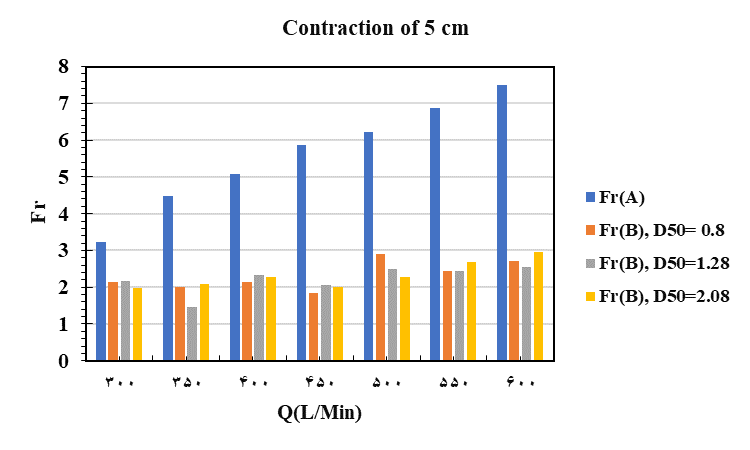 Contraction of 5 cm
8
7
6
5
4
3
2
1
0
Fr
۳۰۰ ۳۵۰ ۴۰۰ ۴۵۰ ۵۰۰ ۵۵۰ ۶۰۰
Q(L/Min)
Fr(A)
Fr(B), D50= 0.8
Fr(B), D50=1.28
Fr(B), D50=2.08